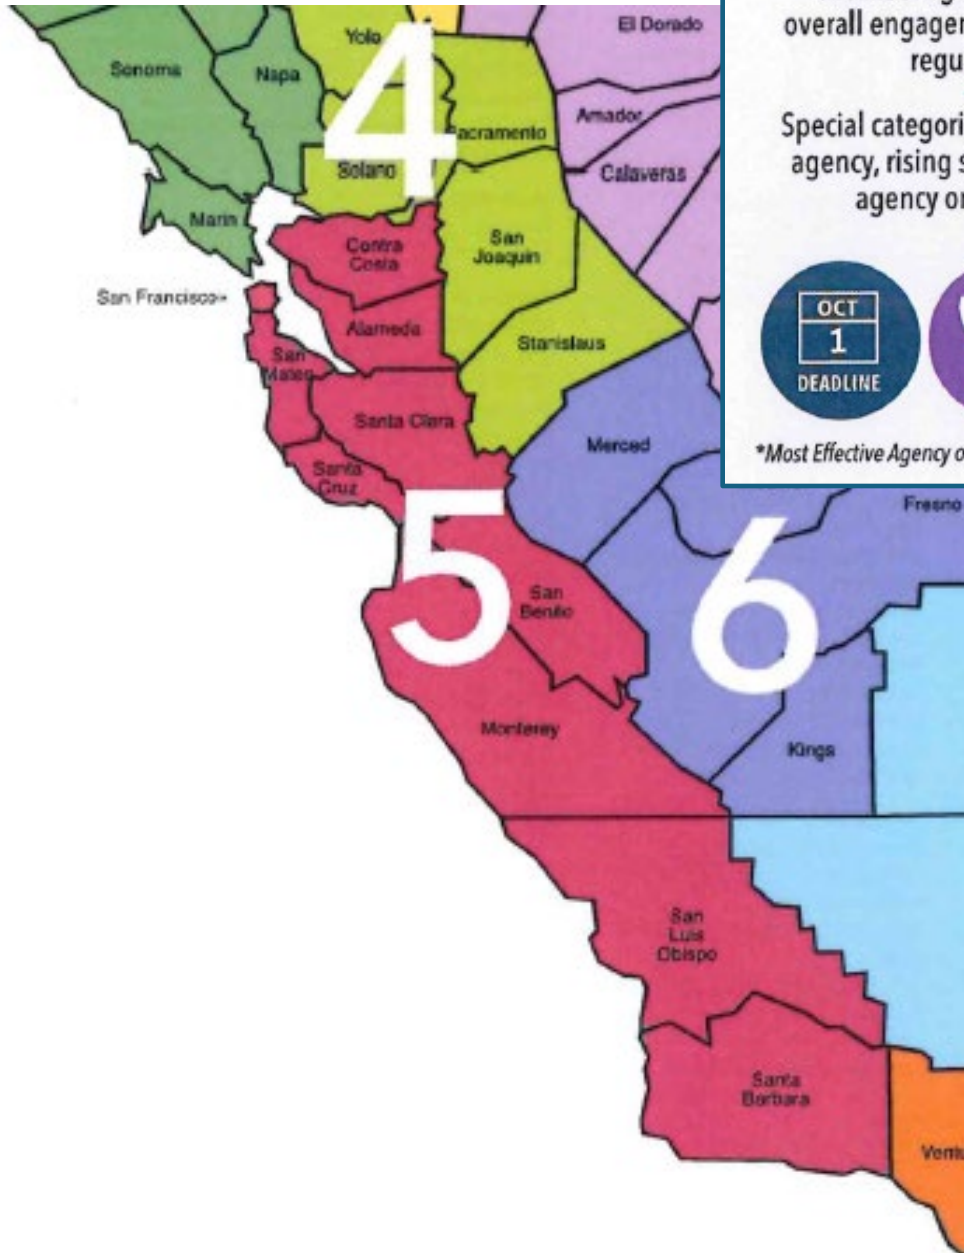 Yolo
El Dorado
Sonoma
Napa
4
Amador
acramento
Solano
Calaveras
Marin
Contra
Costa
San
Joaquin
San Francisco
Alameda
Stanislaus
San
Mateo
Santa Clara
Merced
Santa
Cruz
5
Fresno
6
San
Benito
Monterey
Kings
San
Luis
Obispo
Santa
Barbara
Ventu
overall engagem
regu
Special categori
agency, rising s
agency or
OCT
1
DEADLINE
*Most Effective Agency o